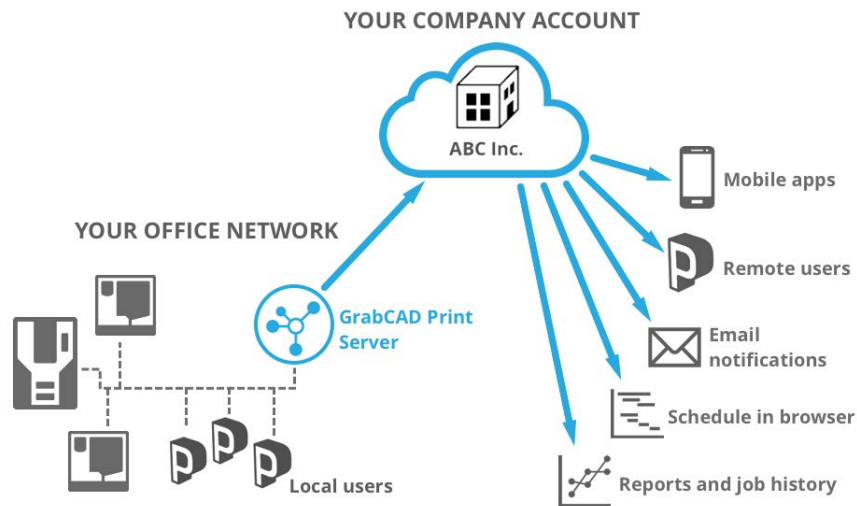 YOUR COMPANY ACCOUNT
ABC Inc.
Mobile apps
YOUR OFFICE NETWORK
Remote users
GrabCAD Print
Server
Email
notifications
Schedule in browser
Local users
Reports and job history